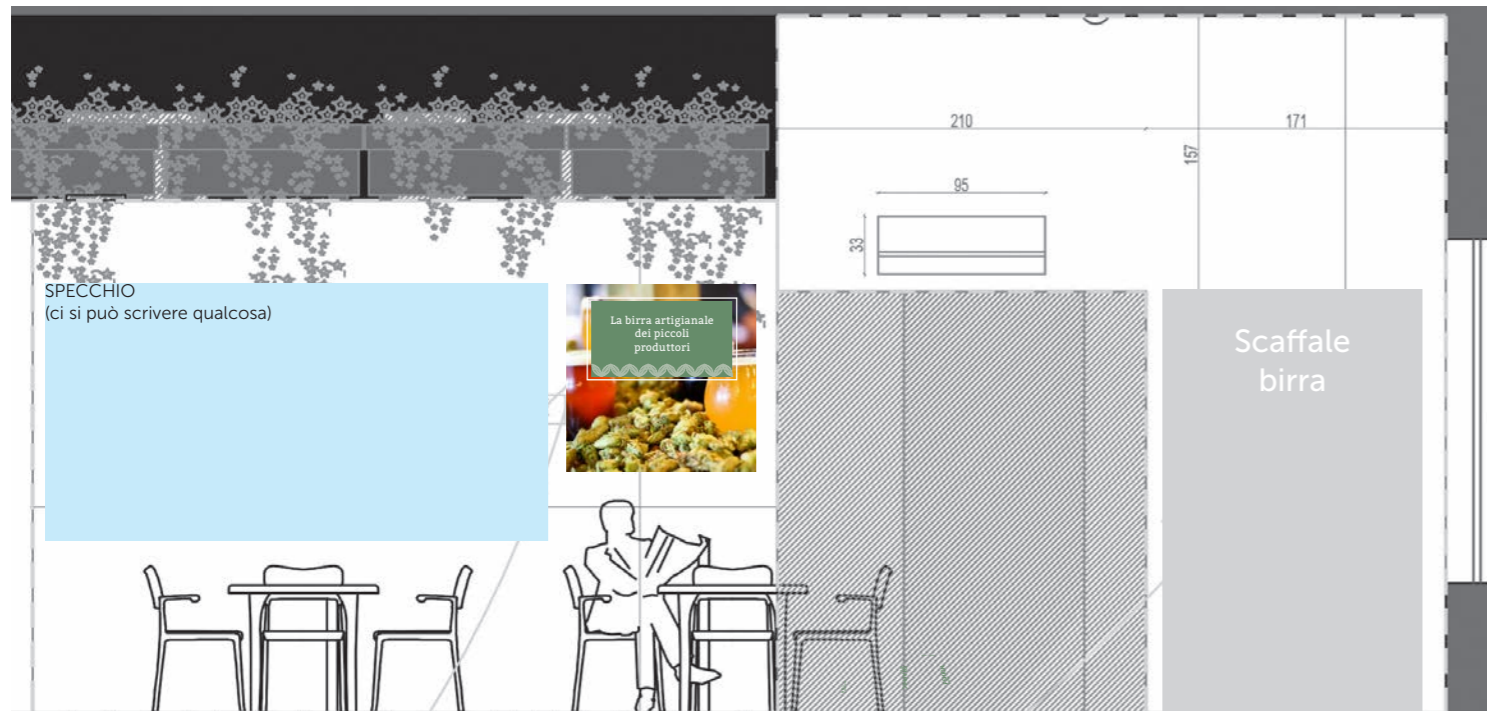 210
171
157
95
33
SPECCHIO
(ci si può scrivere qualcosa)
La birra artigianale
dei piccoli
produttori
Scaffale
birra